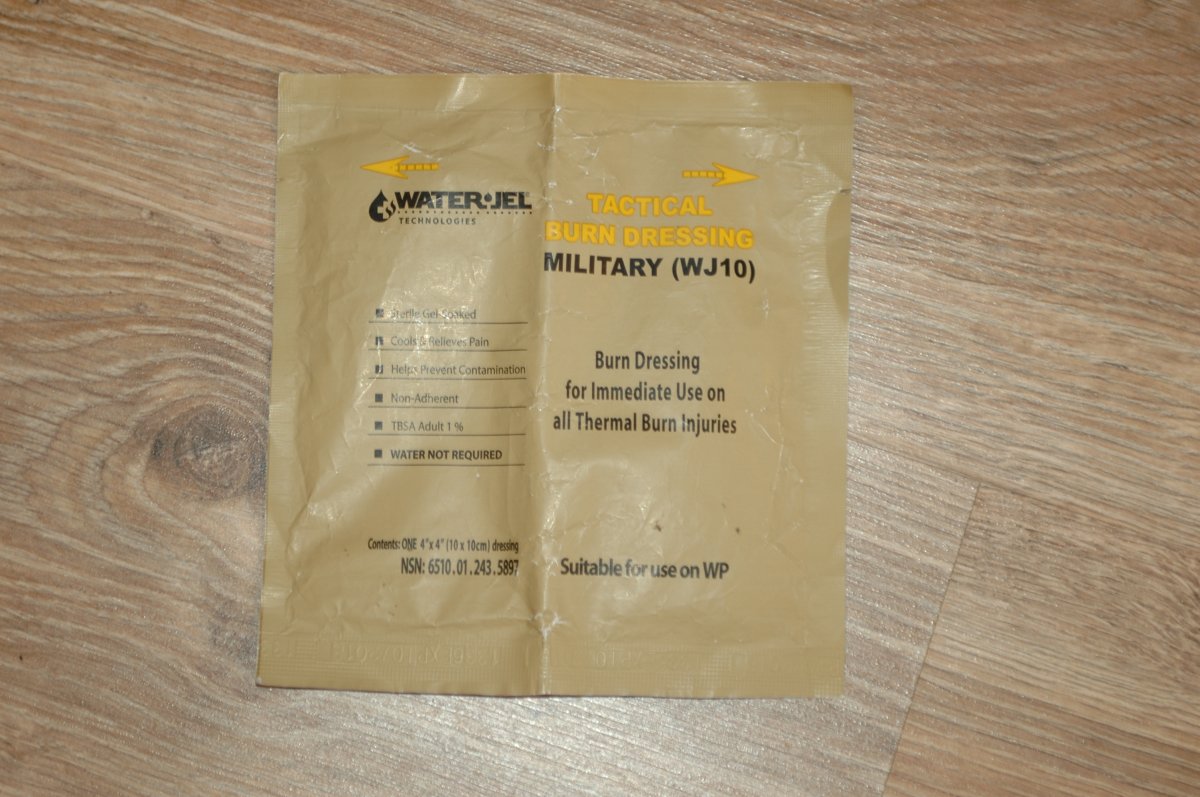 WATER-JEL®
TECHNOLOGIES
Sterile Gel-Soaked
Cools & Relieves Pain
Helps Prevent Contamination
Non-Adherent
TBSA Adult 1 %
WATER NOT REQUIRED
Contents: ONE 4"x 4" (10 x 10cm) dressing
NSN: 6510.01.243.5897
TACTICAL
BURN DRESSING
MILITARY (WJ10)
Burn Dressing
for Immediate Use on
all Thermal Burn Injuries
Suitable for use on WP